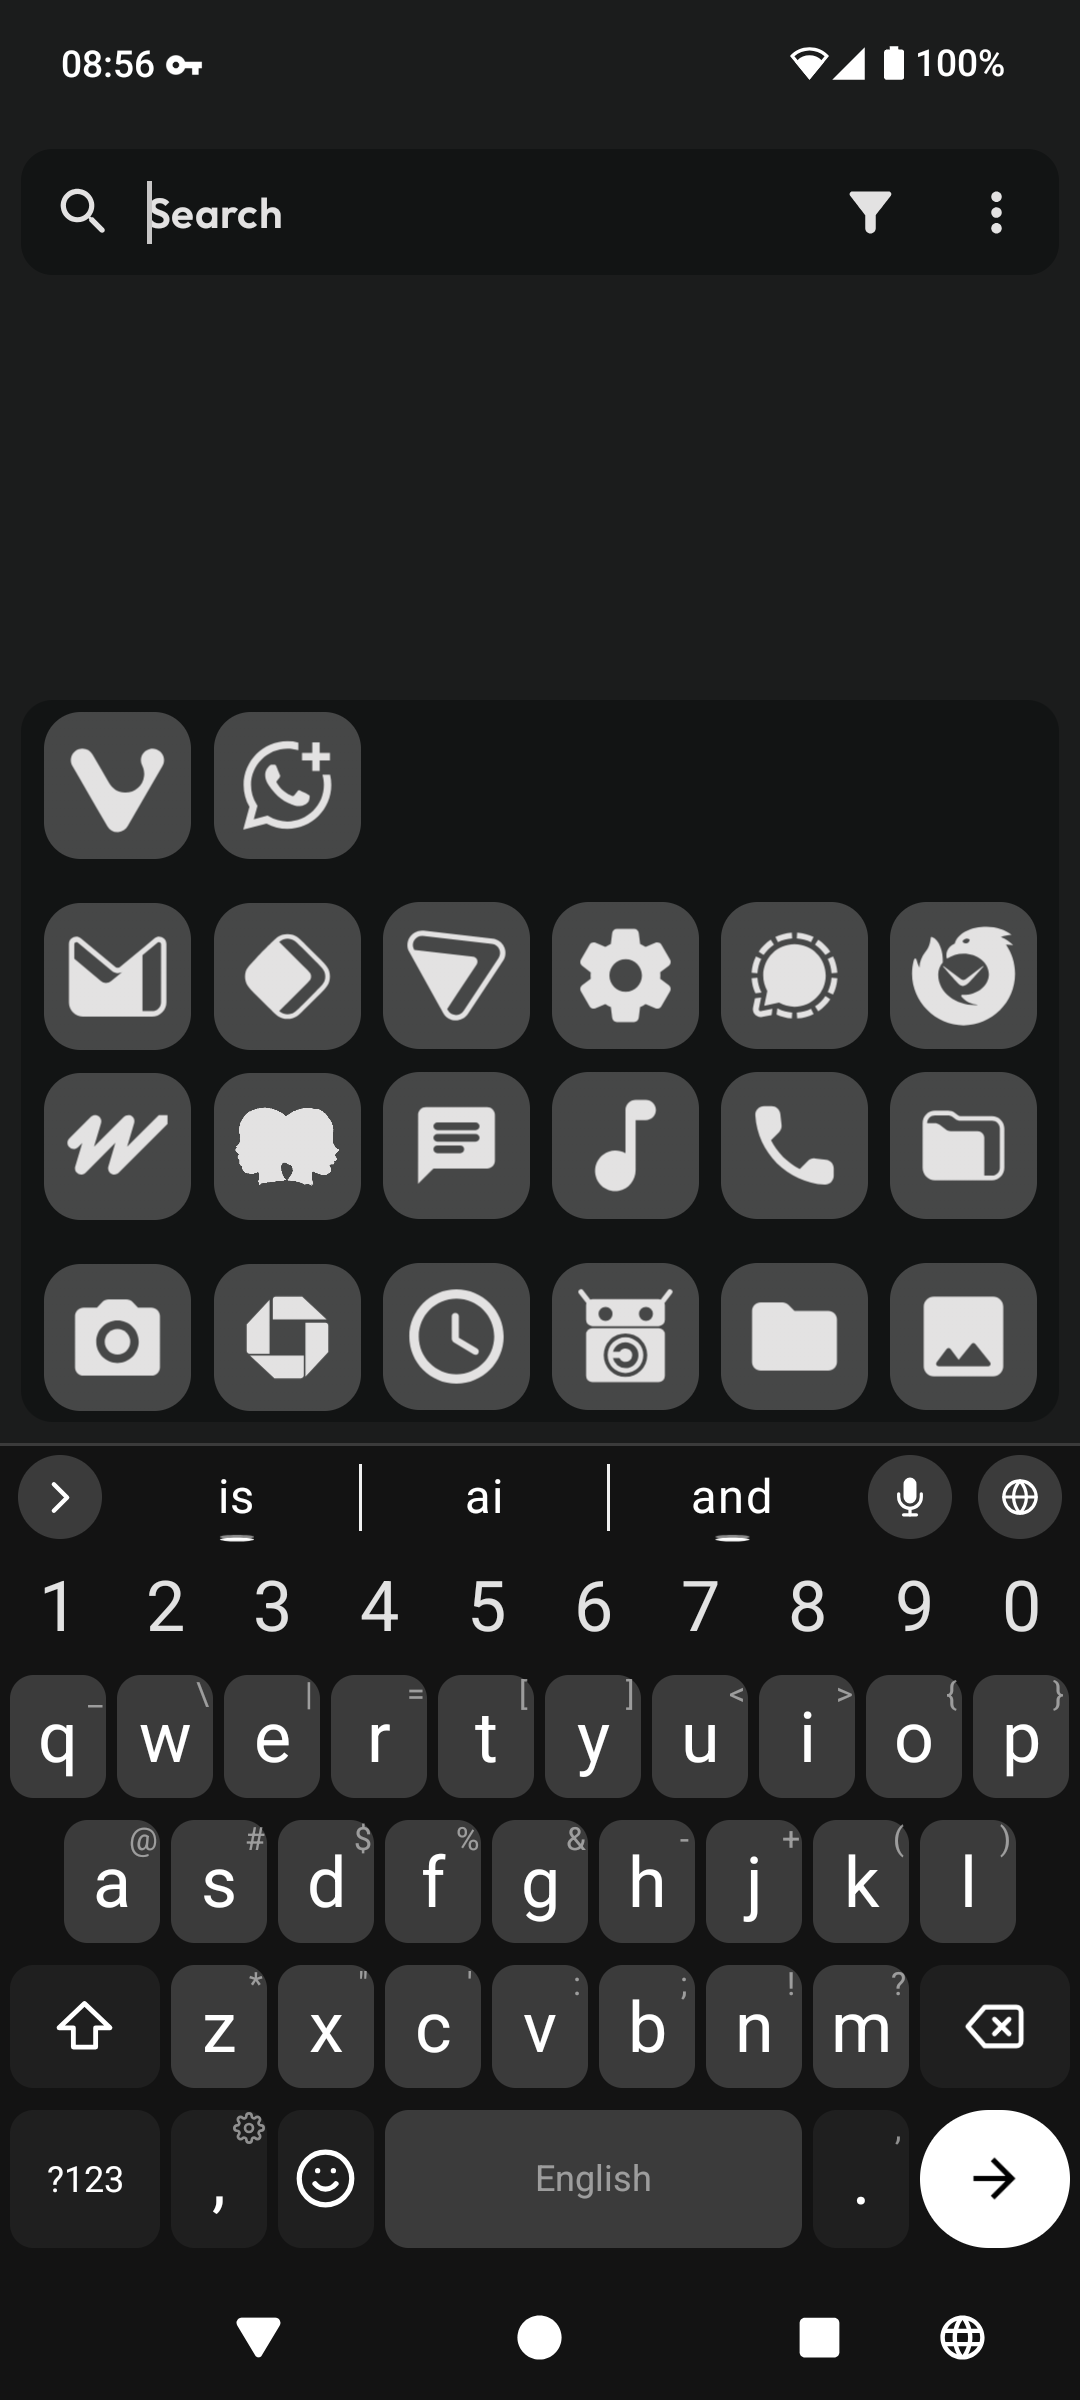 08:56 100%
Search
is ai and
1 2 3 4 5 6 7 8 9 0
_ \ | = [ ] < > { }
q w e r t y u i o p
@ # $ % & - + ( )
a s d f g h j k l
* " ' : ; ! ?
z x c v b n m
,
?123 , English .